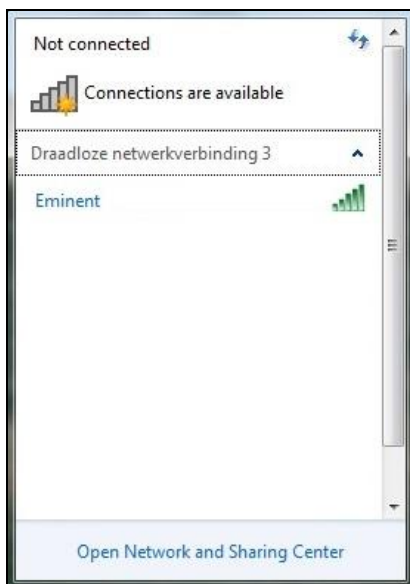 Not connected
Connections are available
Draadloze netwerkverbinding 3
Eminent
Open Network and Sharing Center